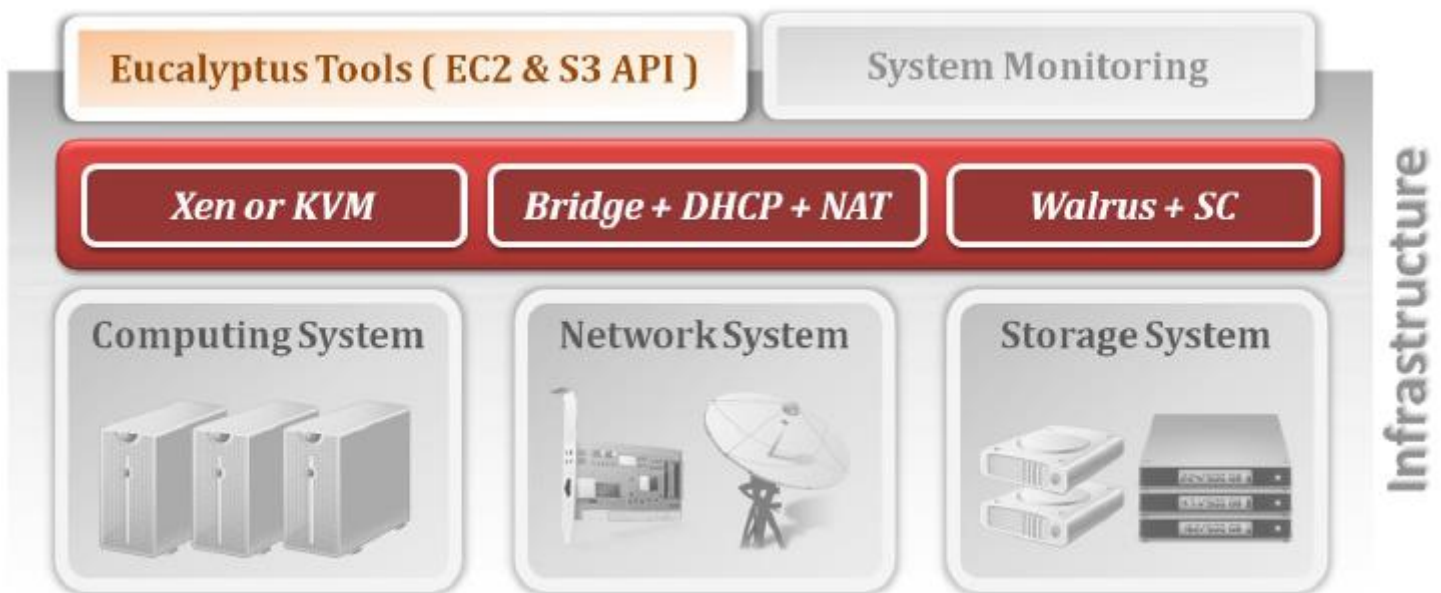 Eucalyptus Tools ( EC2 & S3 API )
System Monitoring
Xen or KVM
Bridge + DHCP + NAT
Walrus + SC
Computing System
Network System
Storage System
Infrastructure